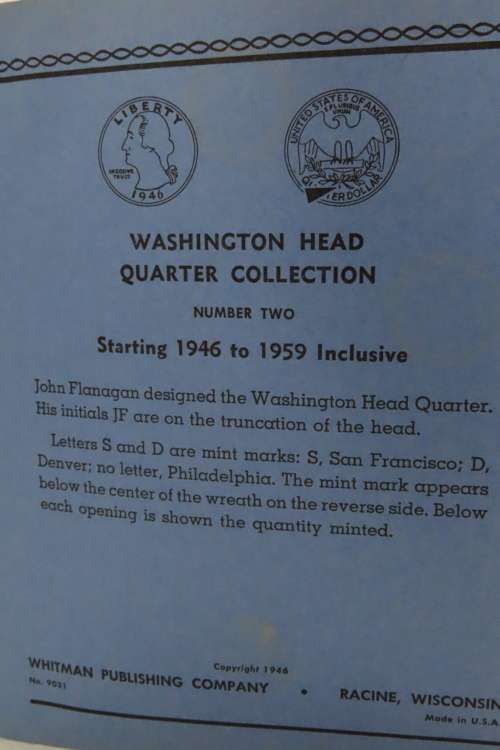 LIBERTY
IN GOD WE
TRUST
1946
UNITED STATES OF AMERICA
E PLURIBUS
UNUM
TER DOLLAR
WASHINGTON HEAD
QUARTER COLLECTION
NUMBER TWO
Starting 1946 to 1959 Inclusive
John Flanagan designed the Washington Head Quarter.
His initials JF are on the truncation of the head.
Letters S and D are mint marks: S, San Francisco; D,
Denver; no letter, Philadelphia. The mint mark appears
below the center of the wreath on the reverse side. Below
each opening is shown the quantity minted.
Copyright 1946
WHITMAN PUBLISHING COMPANY • RACINE, WISCONSIN
No. 9031
Made in U.S.A.